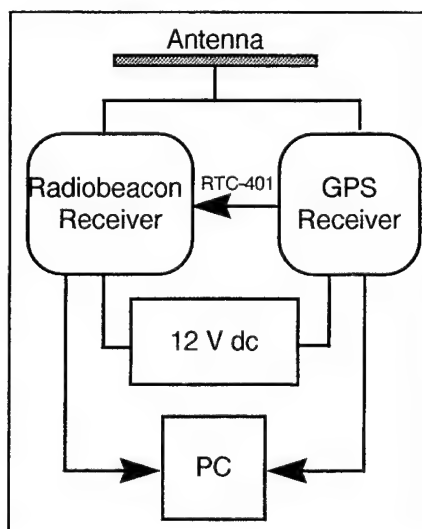 Antenna
Radiobeacon
Receiver
RTC-401
GPS
Receiver
12 V dc
PC